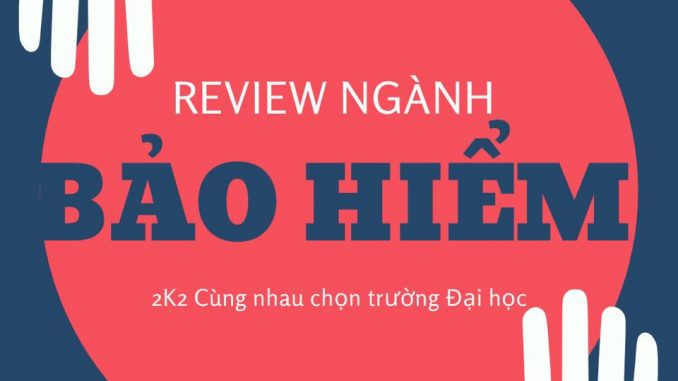 REVIEW NGÀNH
BẢO HIỂM
2K2 Cùng nhau chọn trường Đại học